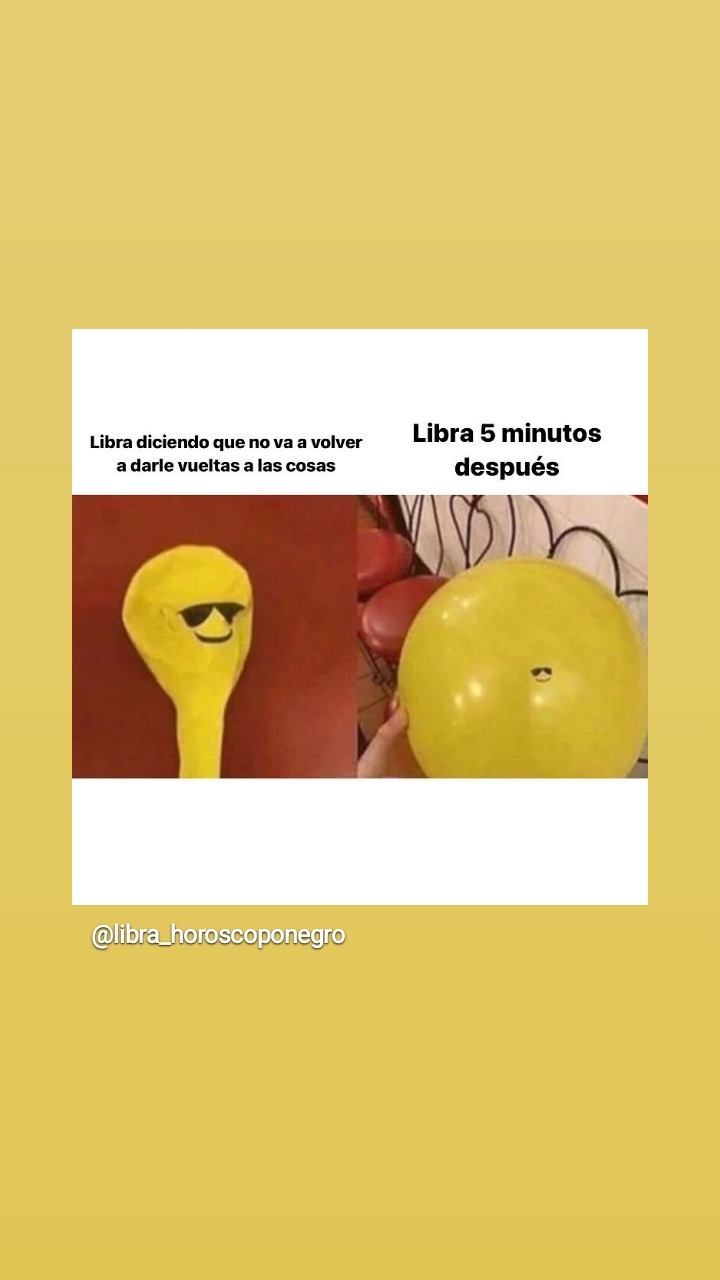 Libra diciendo que no va a volver
a darle vueltas a las cosas
Libra 5 minutos
después
@libra_horoscoponegro